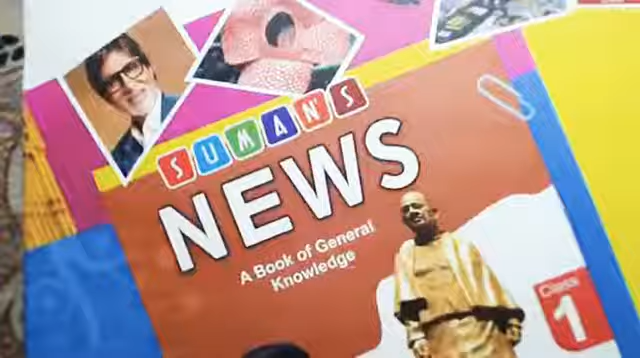 SUMAN'S
NEWS
A Book of General
Knowledge
Class
1